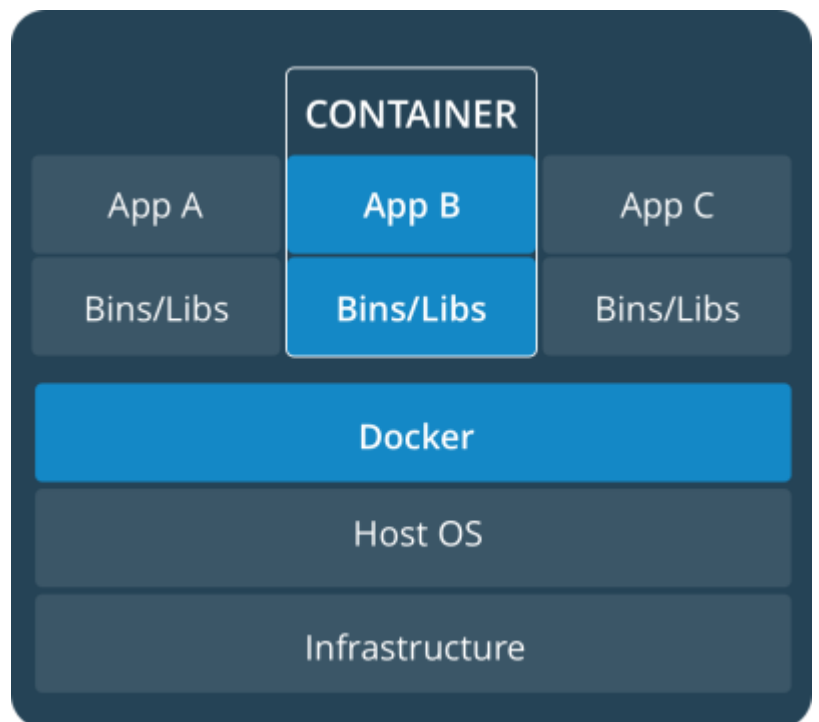 CONTAINER
App A App B App C
Bins/Libs Bins/Libs Bins/Libs
Docker
Host OS
Infrastructure